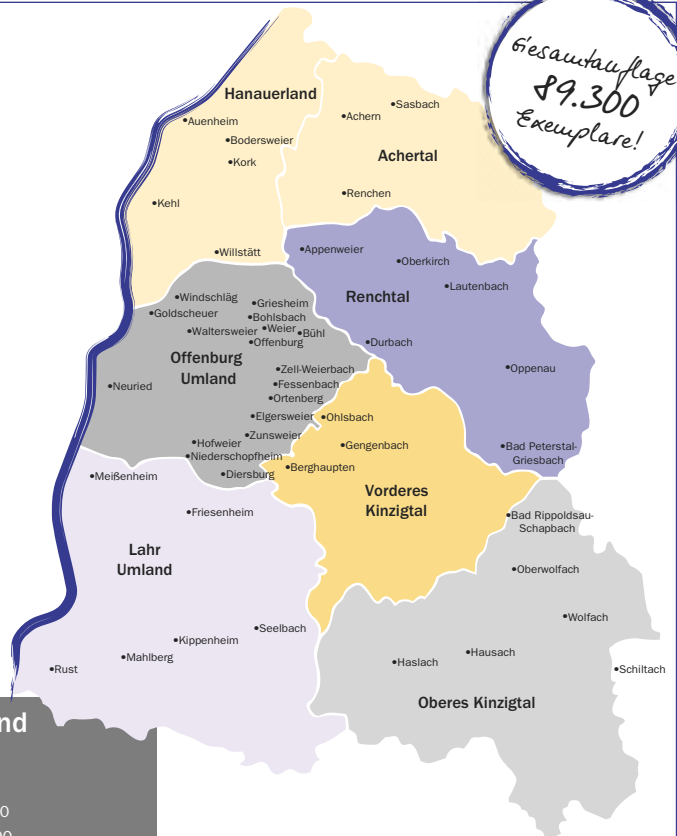 Gesamtauflage
89.300
Exemplare!
Hanauerland
•Auenheim
•Bodersweier
•Kork
•Kehl
•Willstätt
•Sasbach
•Achern
Achertal
•Renchen
•Appenweier
•Oberkirch
Renchtal
•Lautenbach
•Durbach
•Oppenau
•Bad Peterstal-
Griesbach
•Windschläg
•Goldscheuer
•Griesheim
•Bohlsbach
•Waltersweier
•Weier
•Bühl
•Offenburg
Offenburg
Umland
•Neuried
•Zell-Weierbach
•Fessenbach
•Ortenberg
•Elgersweier
•Zunsweier
•Hofweier
•Niederschopfheim
•Diersburg
•Ohlsbach
•Gengenbach
•Berghaupten
Vorderes
Kinzigtal
•Meißenheim
•Friesenheim
Lahr
Umland
•Seelbach
•Kippenheim
•Mahlberg
•Rust
•Bad Rippoldsau-
Schapbach
•Oberwolfach
•Wolfach
•Hausach
•Haslach
•Schiltach
Oberes Kinzigtal
nd
0
00